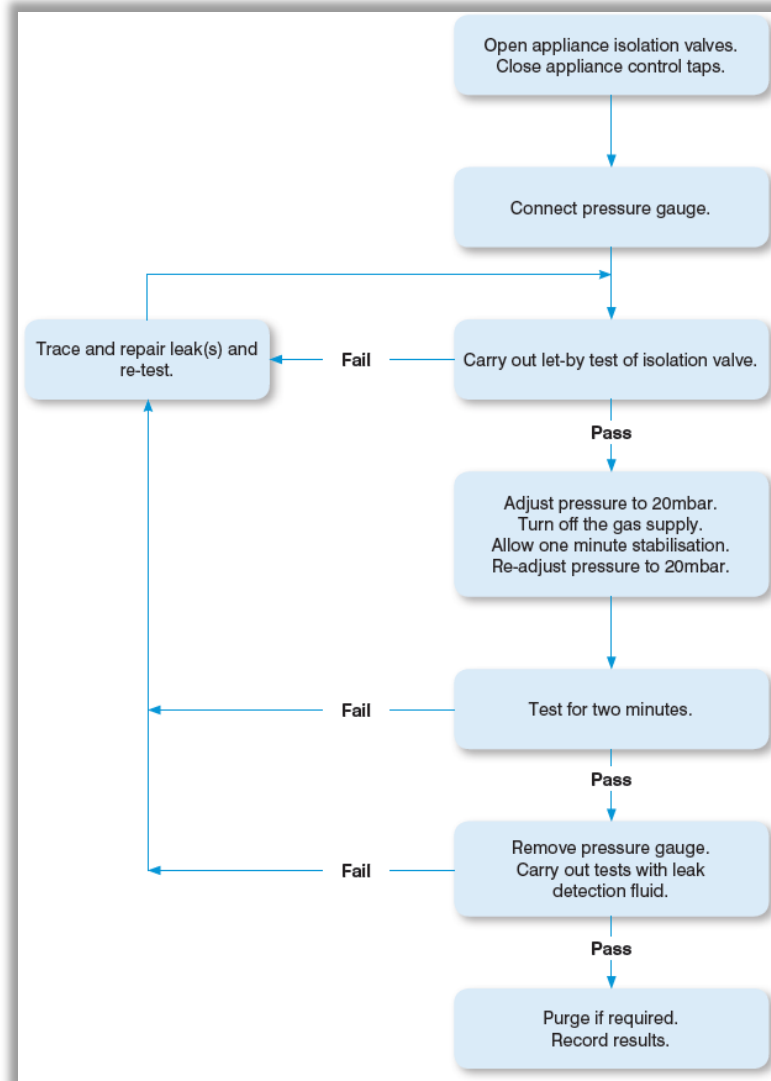 Open appliance isolation valves.
Close appliance control taps.
Connect pressure gauge.
Trace and repair leak(s) and
re-test.
Fail
Carry out let-by test of isolation valve.
Pass
Adjust pressure to 20mbar.
Turn off the gas supply.
Allow one minute stabilisation.
Re-adjust pressure to 20mbar.
Fail
Test for two minutes.
Pass
Fail
Remove pressure gauge.
Carry out tests with leak
detection fluid.
Pass
Purge if required.
Record results.